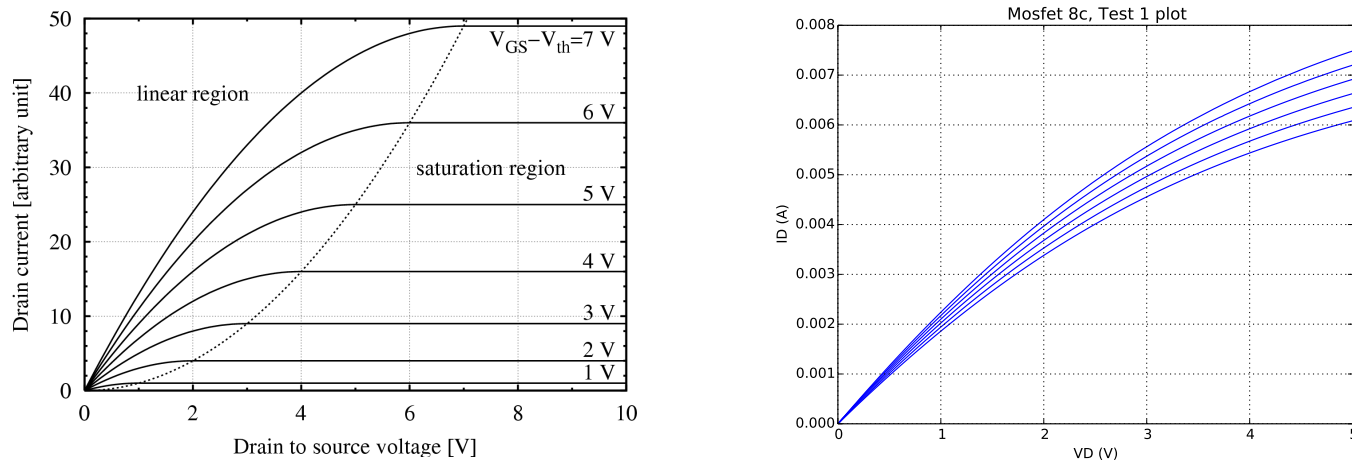 50
40
30
20
10
0
0 2 4 6 8 10
Drain current [arbitrary unit]
Drain to source voltage [V]
linear region
saturation region
V_GS−V_th=7 V
6 V
5 V
4 V
3 V
2 V
1 V
Mosfet 8c, Test 1 plot
0.008
0.007
0.006
0.005
0.004
0.003
0.002
0.001
0.000
0 1 2 3 4 5
ID (A)
VD (V)